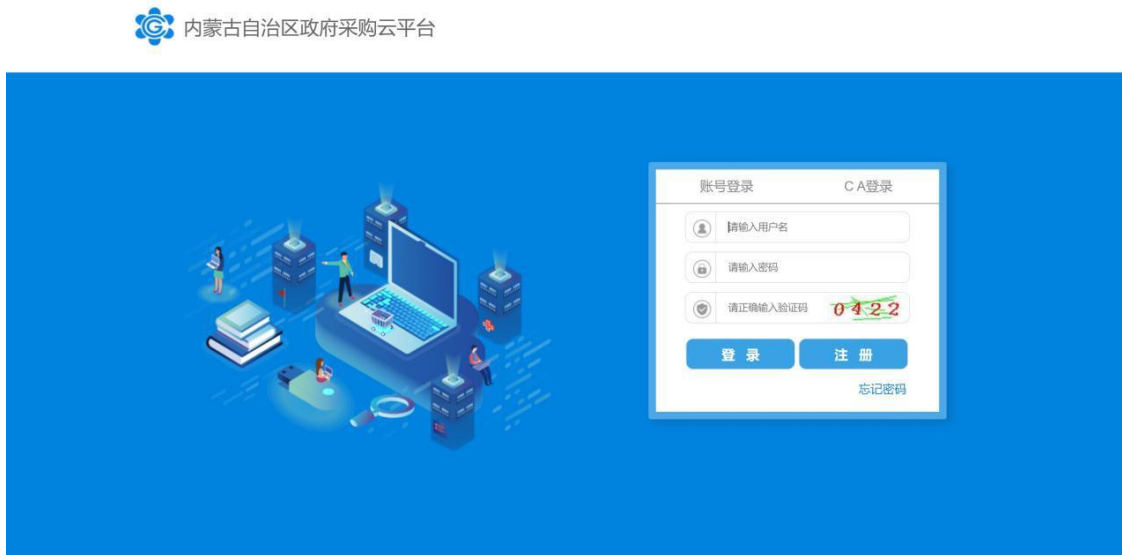 内蒙古自治区政府采购云平台
账号登录 CA登录
请输入用户名
请输入密码
请正确输入验证码 0422
登录 注册
忘记密码